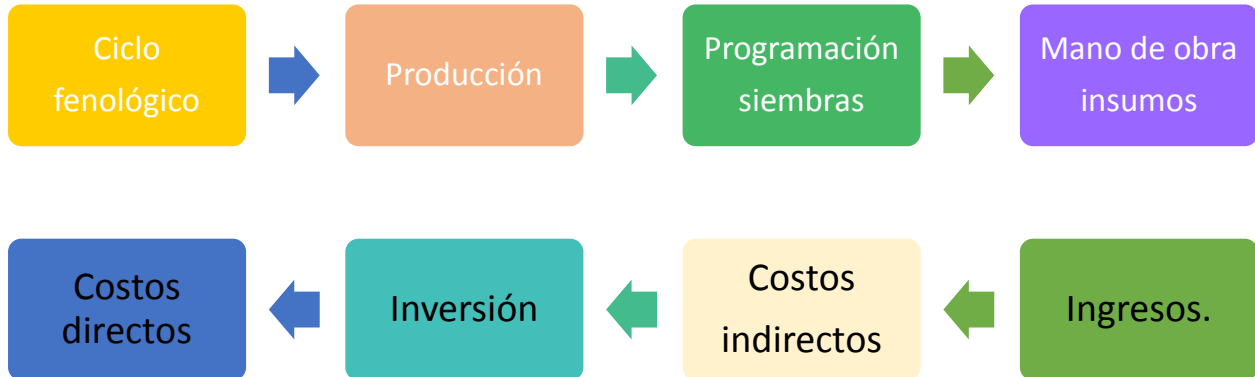 Ciclo
fenológico
Producción
Programación
siembras
Mano de obra
insumos
Costos
directos
Inversión
Costos
indirectos
Ingresos.